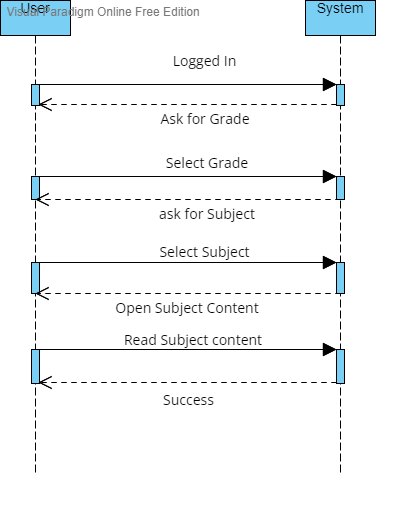 User
System
Visual Paradigm Online Free Edition
Logged In
Ask for Grade
Select Grade
ask for Subject
Select Subject
Open Subject Content
Read Subject content
Success